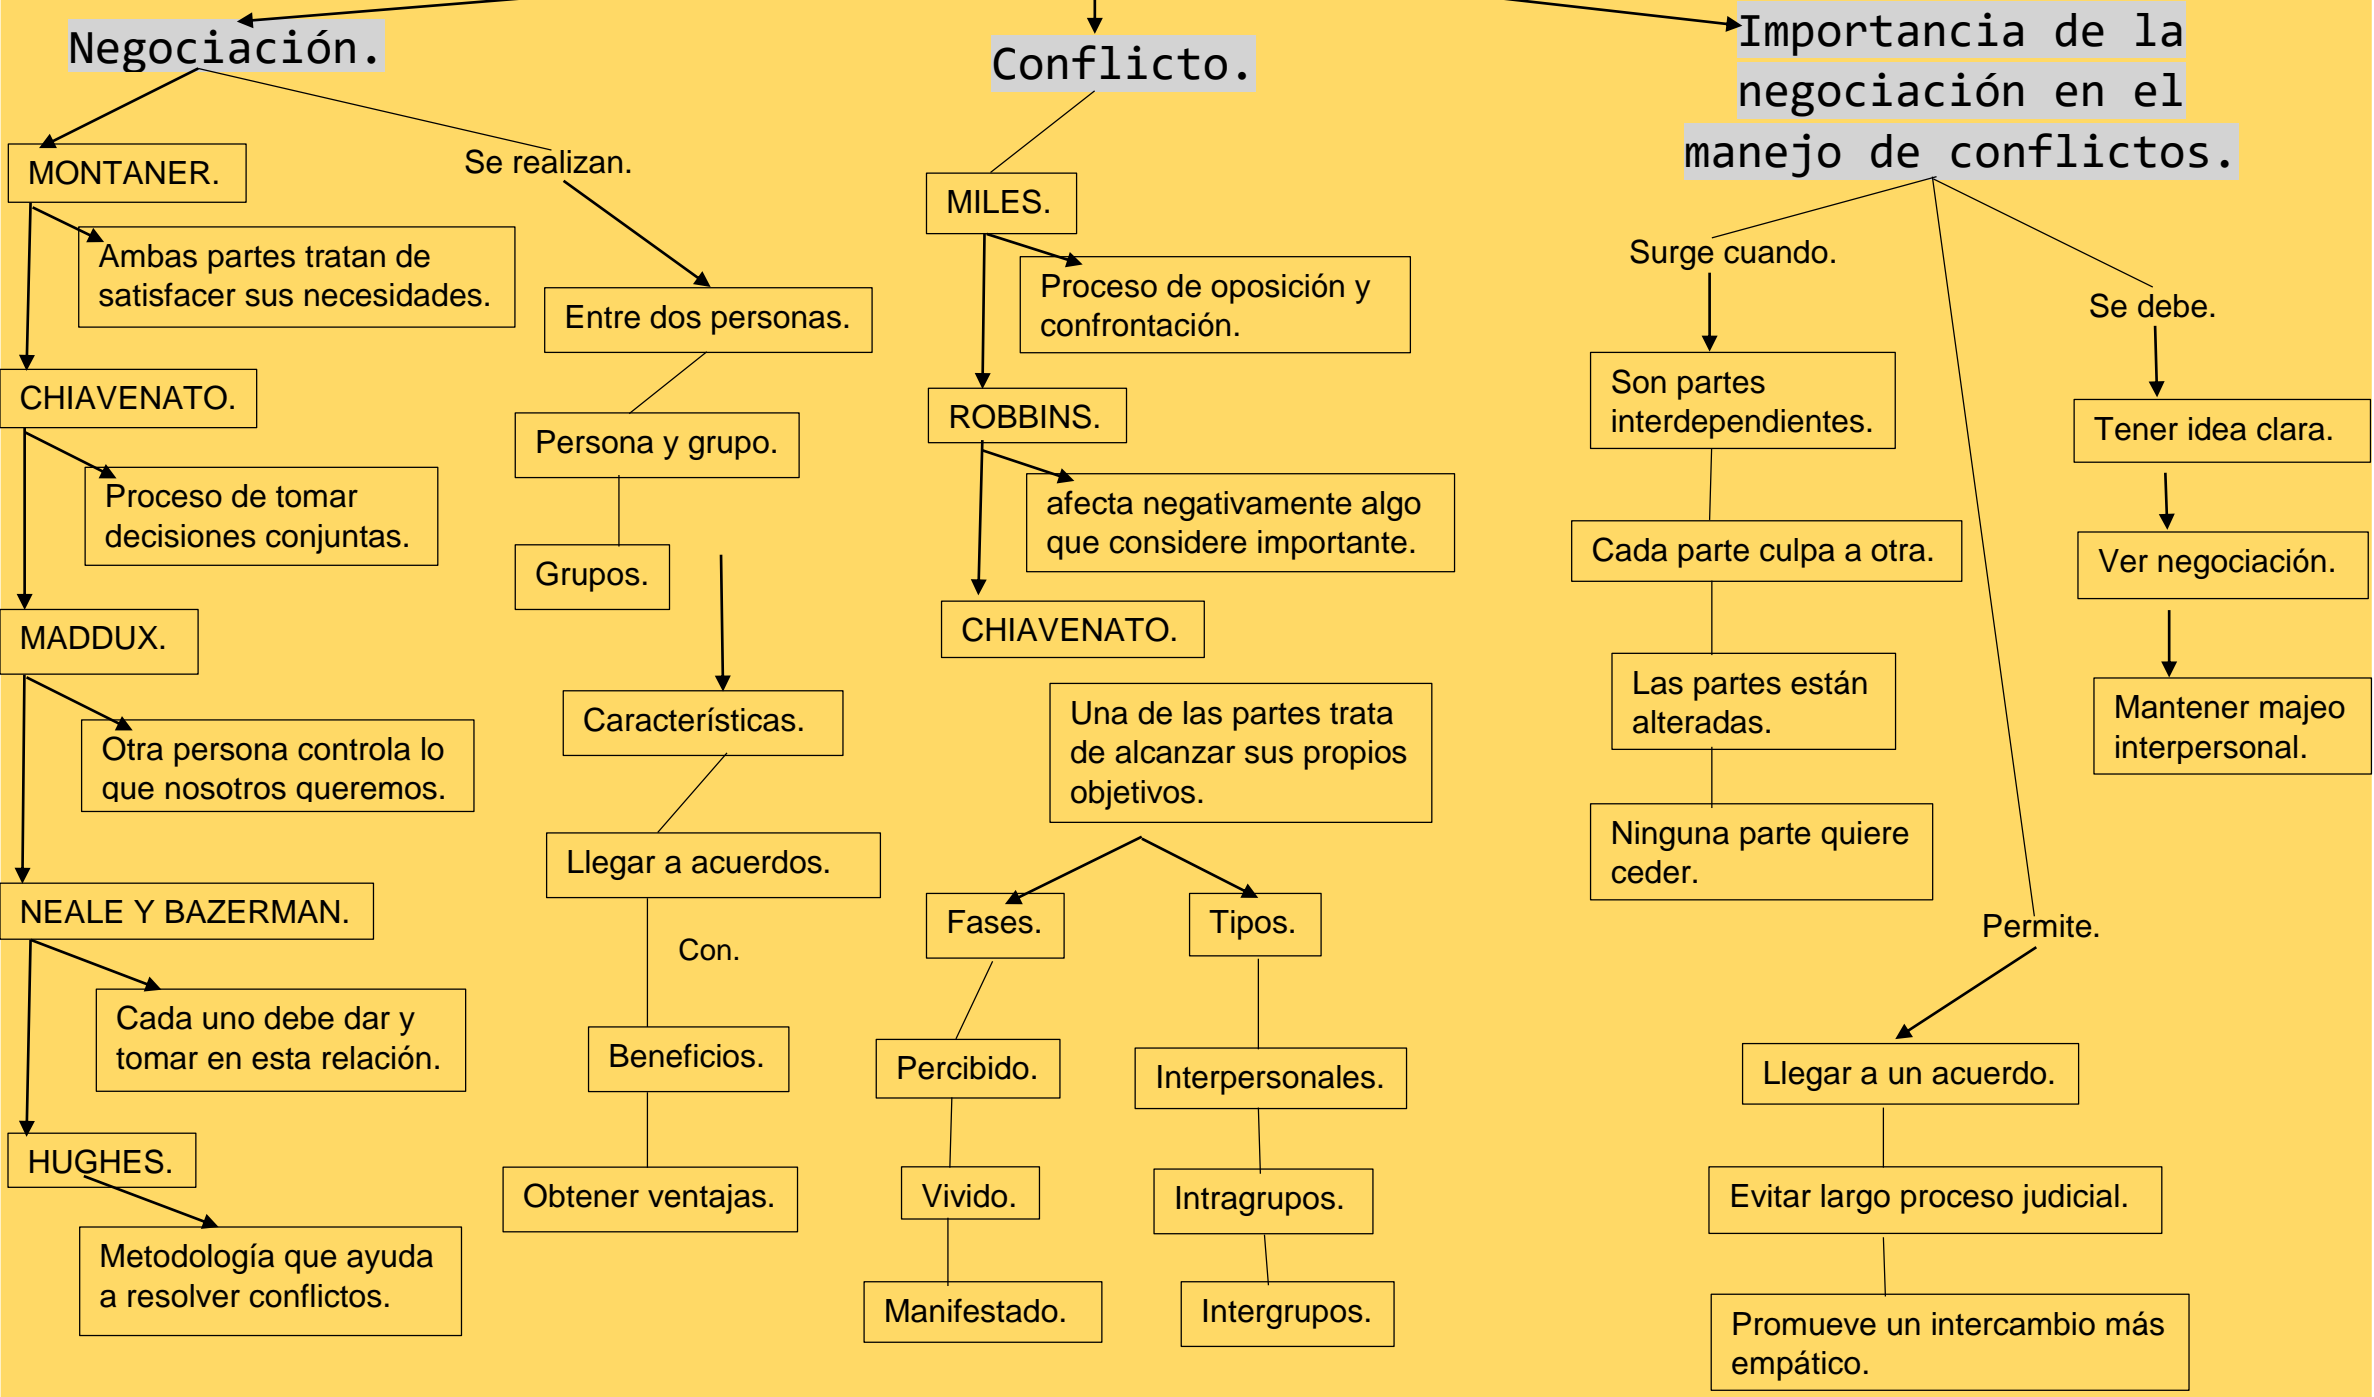 Negociación.
MONTANER.
Ambas partes tratan de
satisfacer sus necesidades.
CHIAVENATO.
Proceso de tomar
decisiones conjuntas.
MADDUX.
Otra persona controla lo
que nosotros queremos.
NEALE Y BAZERMAN.
Cada uno debe dar y
tomar en esta relación.
HUGHES.
Metodología que ayuda
a resolver conflictos.
Se realizan.
Entre dos personas.
Persona y grupo.
Grupos.
Características.
Llegar a acuerdos.
Con.
Beneficios.
Obtener ventajas.
Conflicto.
MILES.
Proceso de oposición y
confrontación.
ROBBINS.
afecta negativamente algo
que considere importante.
CHIAVENATO.
Una de las partes trata
de alcanzar sus propios
objetivos.
Fases.
Percibido.
Vivido.
Manifestado.
Tipos.
Interpersonales.
Intragrupos.
Intergrupos.
Importancia de la
negociación en el
manejo de conflictos.
Surge cuando.
Son partes
interdependientes.
Cada parte culpa a otra.
Las partes están
alteradas.
Ninguna parte quiere
ceder.
Permite.
Llegar a un acuerdo.
Evitar largo proceso judicial.
Promueve un intercambio más
empático.
Se debe.
Tener idea clara.
Ver negociación.
Mantener majeo
interpersonal.